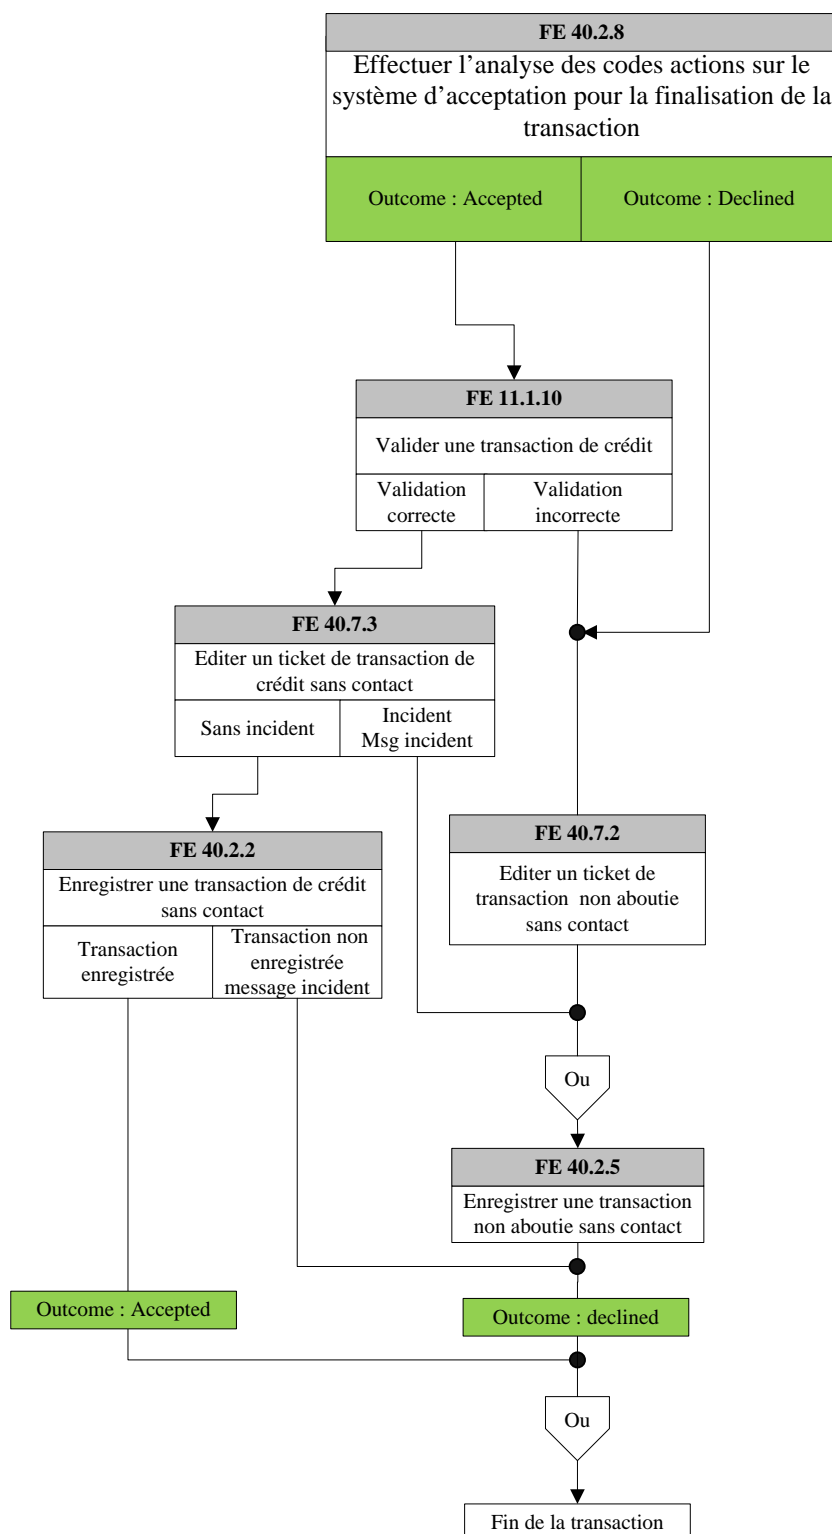 FE 40.2.8
Effectuer l’analyse des codes actions sur le
système d’acceptation pour la finalisation de la
transaction
Outcome : Accepted
Outcome : Declined
FE 11.1.10
Valider une transaction de crédit
Validation
correcte
Validation
incorrecte
FE 40.7.3
Editer un ticket de transaction de
crédit sans contact
Sans incident
Incident
Msg incident
FE 40.2.2
Enregistrer une transaction de crédit
sans contact
Transaction
enregistrée
Transaction non
enregistrée
message incident
FE 40.7.2
Editer un ticket de
transaction non aboutie
sans contact
Ou
FE 40.2.5
Enregistrer une transaction
non aboutie sans contact
Outcome : Accepted
Outcome : declined
Ou
Fin de la transaction